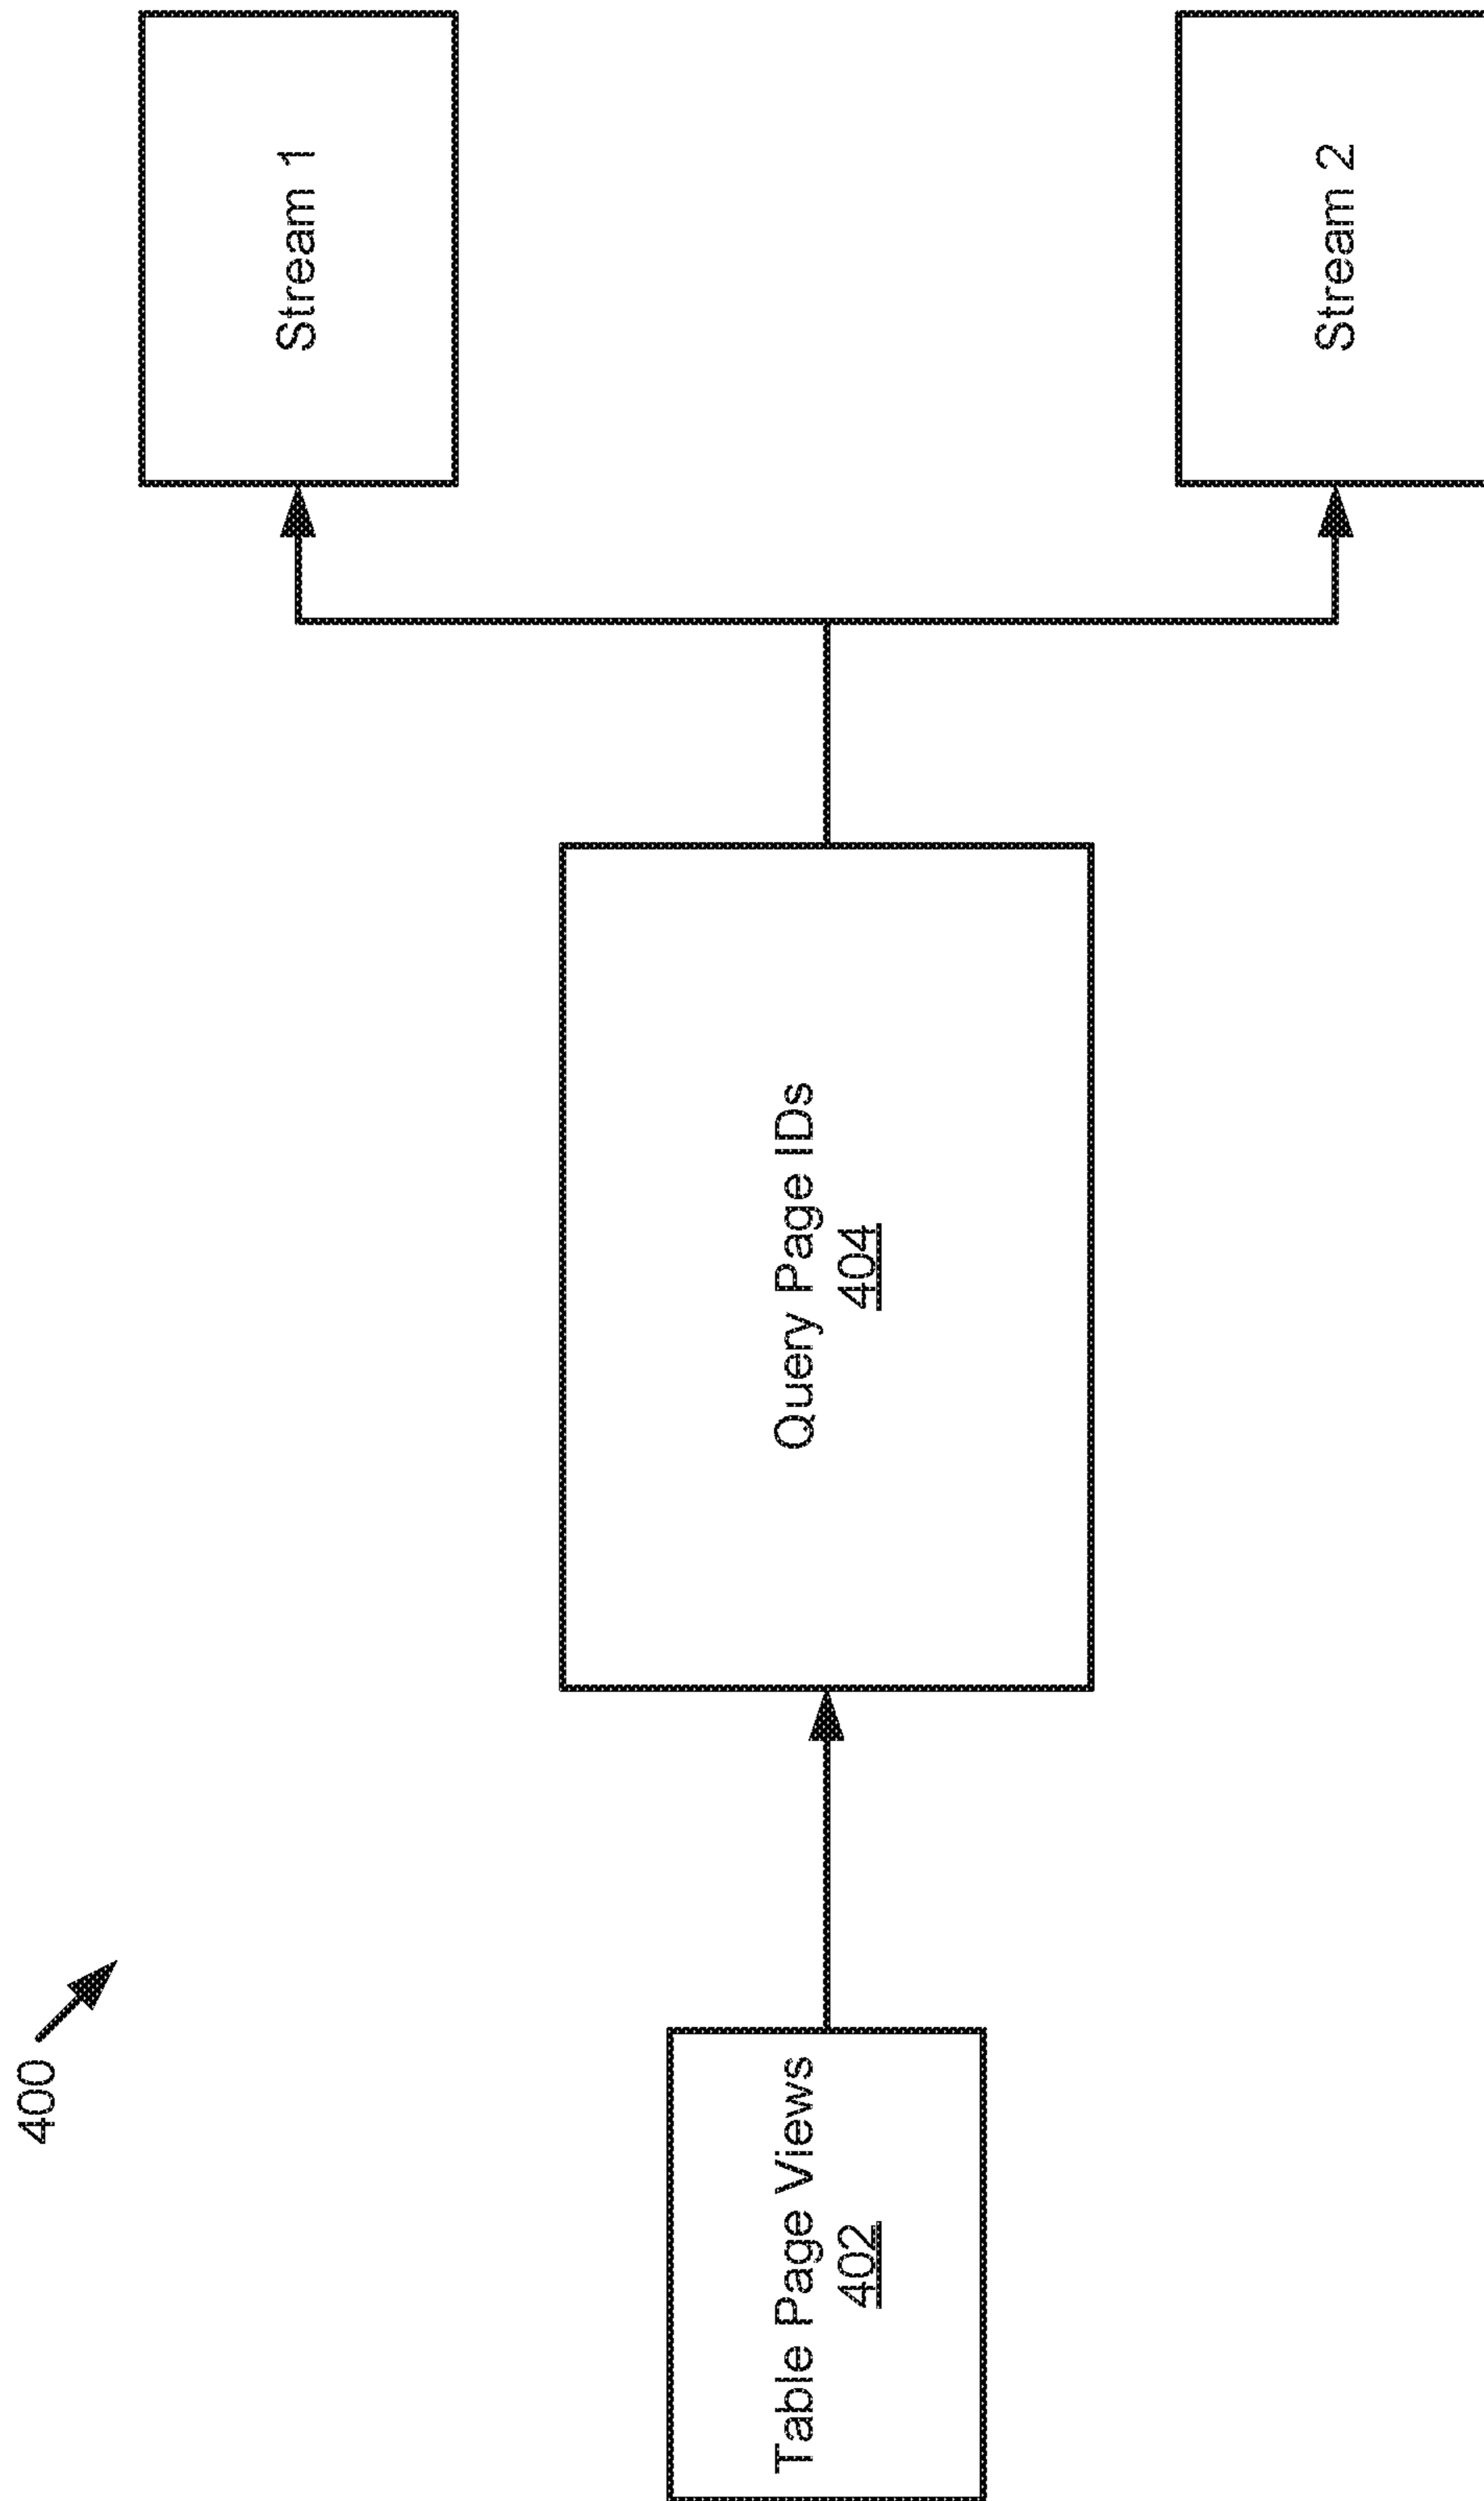 400
Table Page Views
402
Query Page IDs
404
Stream 1
Stream 2